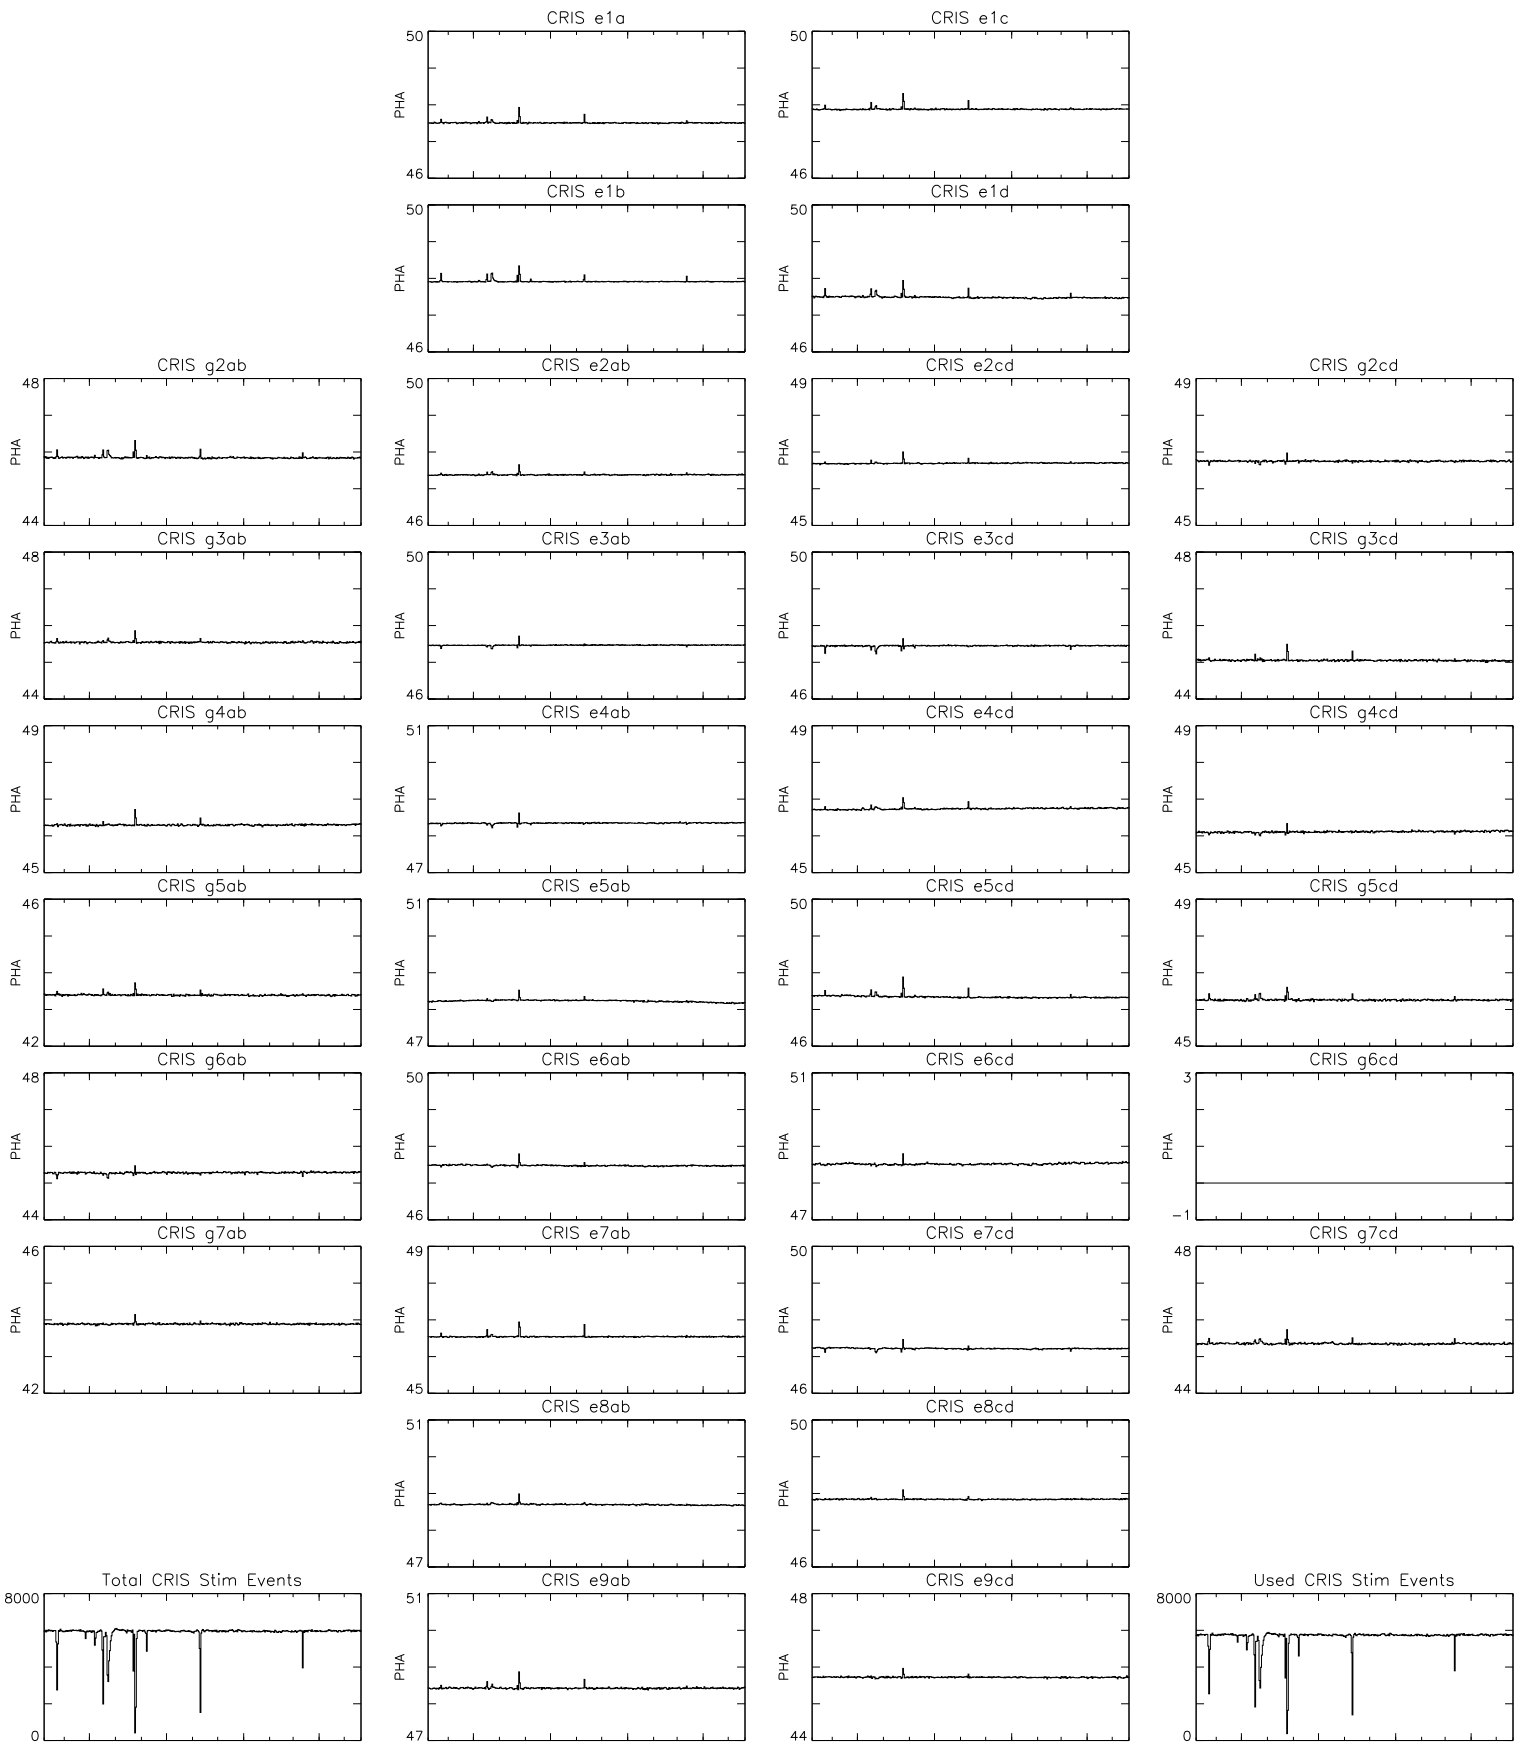 CRIS e1a
CRIS e1c
50
PHA
46
50
PHA
46
CRIS e1b
CRIS e1d
50
PHA
46
50
PHA
46
CRIS g2ab
CRIS e2ab
CRIS e2cd
CRIS g2cd
48
PHA
44
50
PHA
46
49
PHA
45
49
PHA
45
CRIS g3ab
CRIS e3ab
CRIS e3cd
CRIS g3cd
48
PHA
44
50
PHA
46
50
PHA
46
48
PHA
44
CRIS g4ab
CRIS e4ab
CRIS e4cd
CRIS g4cd
49
PHA
45
51
PHA
47
49
PHA
45
49
PHA
45
CRIS g5ab
CRIS e5ab
CRIS e5cd
CRIS g5cd
46
PHA
42
51
PHA
47
50
PHA
46
49
PHA
45
CRIS g6ab
CRIS e6ab
CRIS e6cd
CRIS g6cd
48
PHA
44
50
PHA
46
51
PHA
47
3
PHA
-1
CRIS g7ab
CRIS e7ab
CRIS e7cd
CRIS g7cd
46
PHA
42
49
PHA
45
50
PHA
46
48
PHA
44
CRIS e8ab
CRIS e8cd
51
PHA
47
50
PHA
46
Total CRIS Stim Events
CRIS e9ab
CRIS e9cd
Used CRIS Stim Events
8000
0
51
PHA
47
48
PHA
44
8000
0